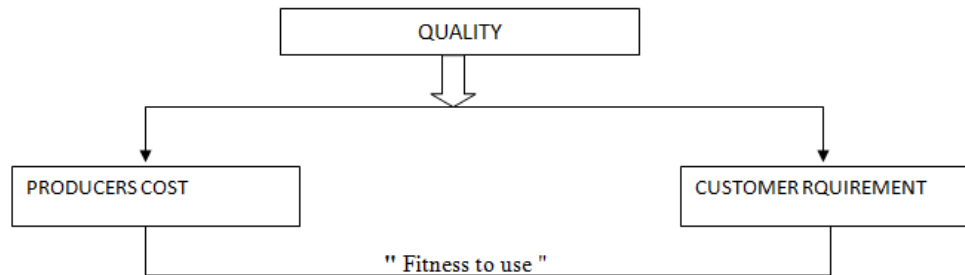 QUALITY
PRODUCERS COST
CUSTOMER RQUIREMENT
" Fitness to use "